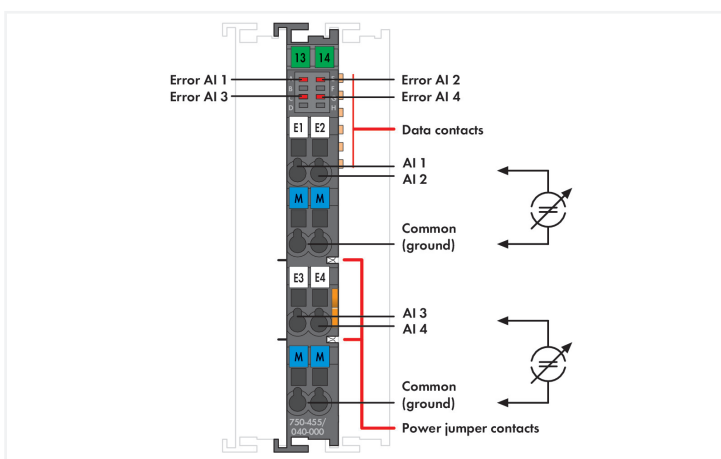 13 14
Error AI 1
Error AI 2
A E
B F
Error AI 3
Error AI 4
C G
D H
E1 E2
Data contacts
AI 1
AI 2
M M
Common
(ground)
E3 E4
AI 3
AI 4
M M
Common
(ground)
750-455/
040-000
Power jumper contacts